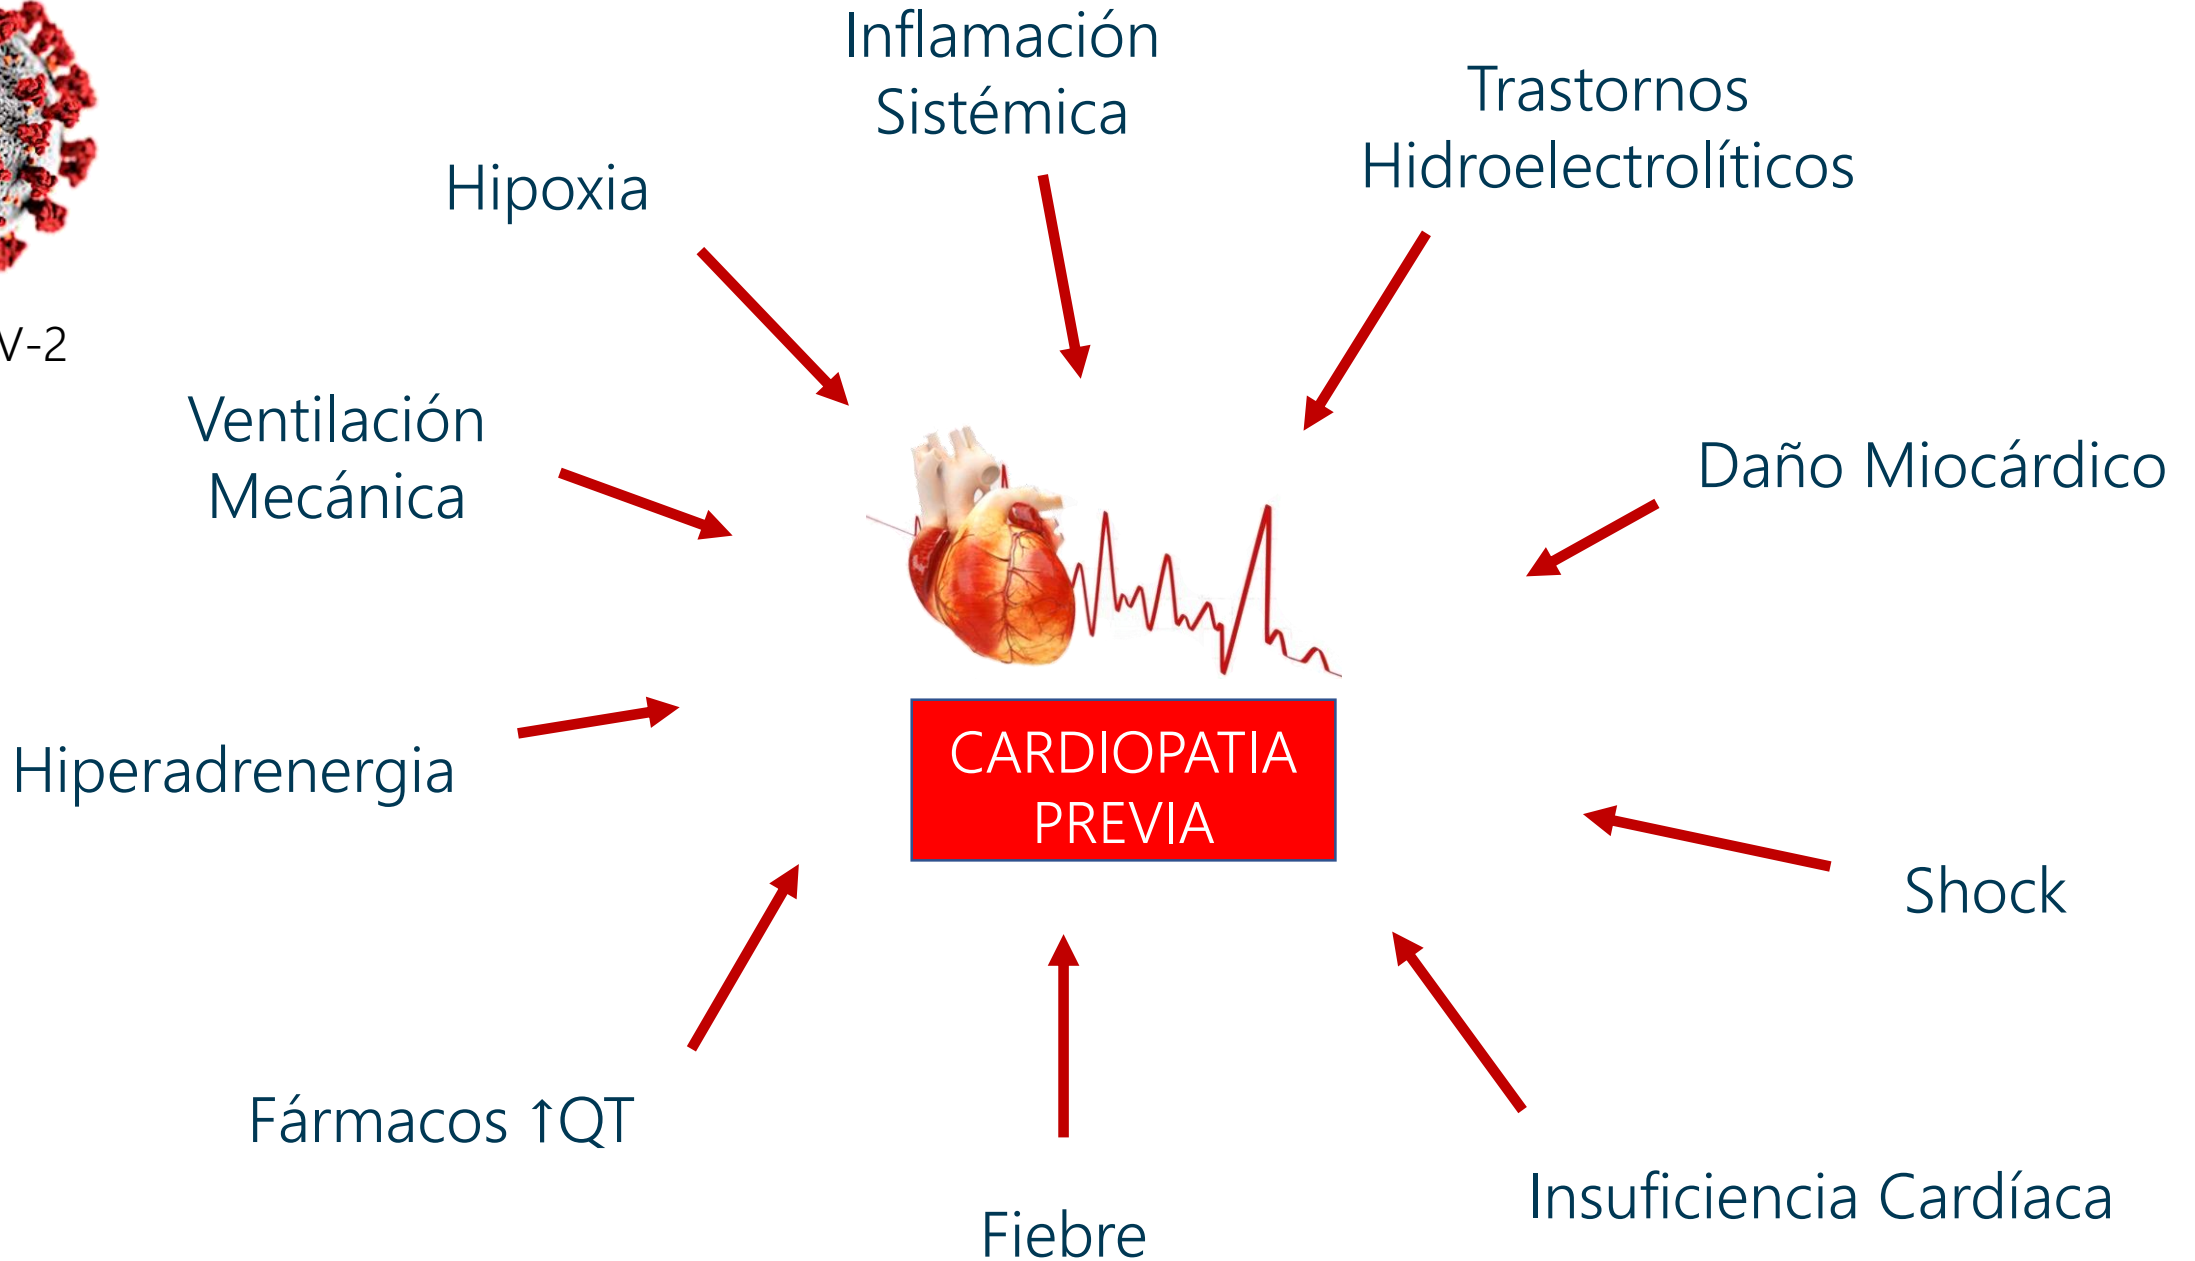 Inflamación
Sistémica
Trastornos
Hidroelectrolíticos
Hipoxia
V-2
Ventilación
Mecánica
Daño Miocárdico
Hiperadrenergia
CARDIOPATIA
PREVIA
Shock
Fármacos ↑QT
Insuficiencia Cardíaca
Fiebre